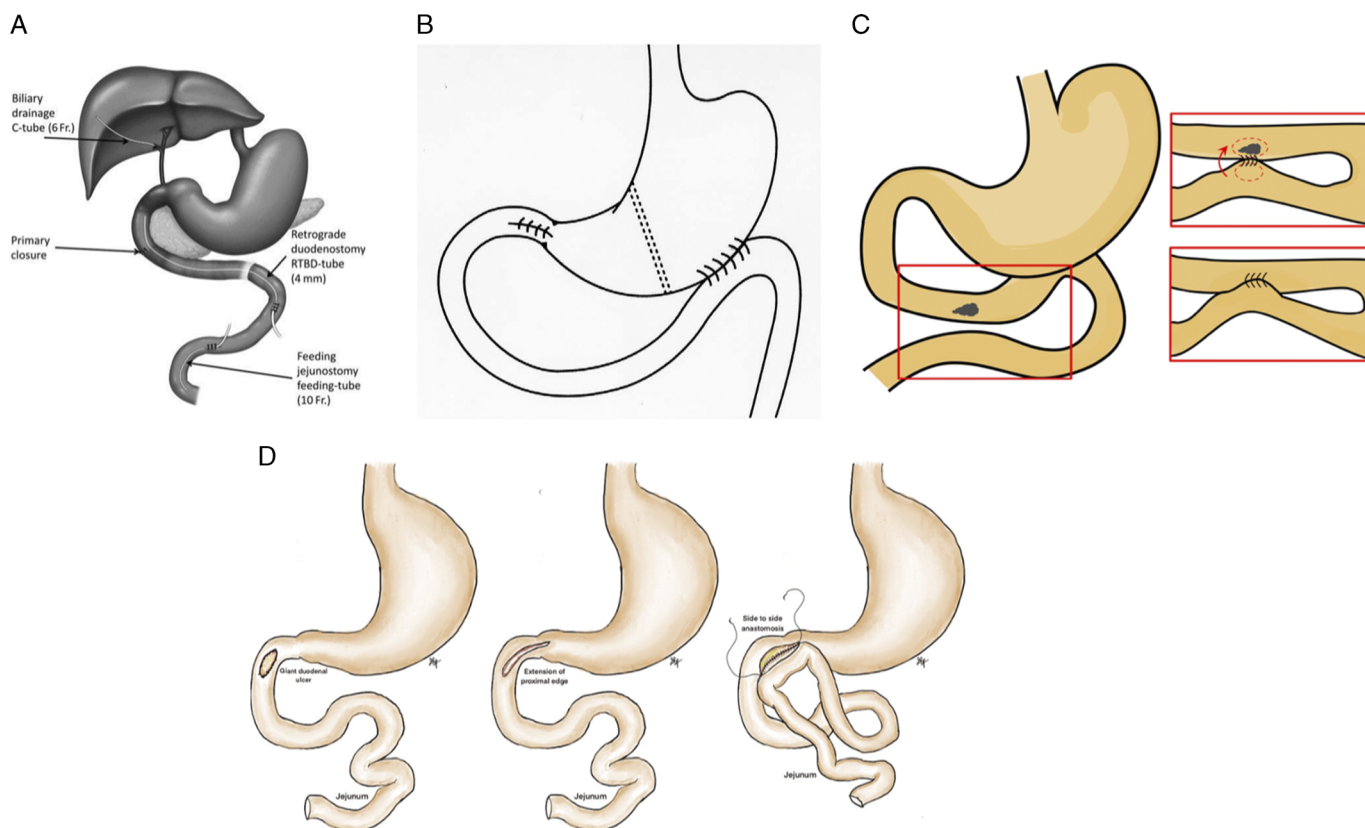 A
Biliary
drainage
C-tube (6 Fr.)
Primary
closure
Retrograde
duodenostomy
RTBD-tube
(4 mm)
Feeding
jejunostomy
feeding-tube
(10 Fr.)
B
C
D
Giant duodenal
ulcer
Jejunum
Extension of
proximal edge
Jejunum
Side to side
anastomosis
Jejunum